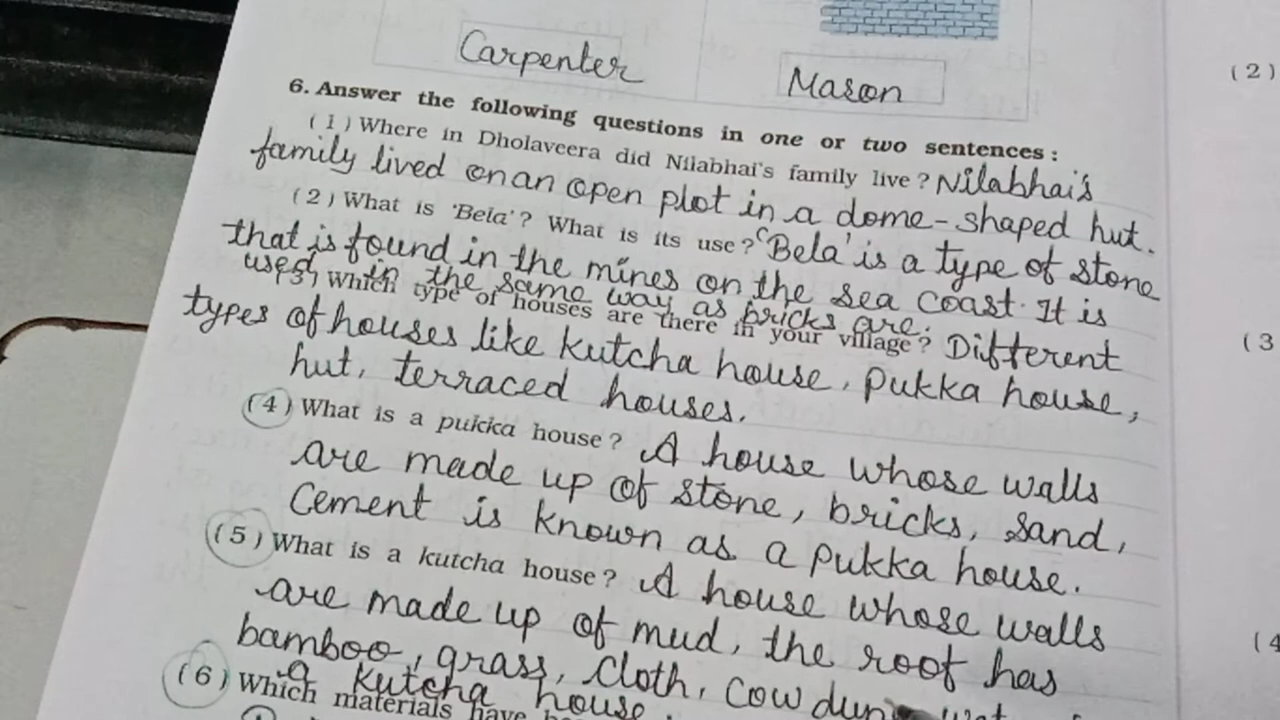 Carpenter
Mason
(2)
6. Answer the following questions in one or two sentences :
(1) Where in Dholaveera did Nilabhai's family live ? Nilabhai's
family lived on an open plot in a dome-shaped hut.
(2) What is 'Bela' ? What is its use ? 'Bela' is a type of stone
that is found in the mines on the sea coast. It is
used in the same way as bricks are.
(3) Which type of houses are there in your village ? Different
types of houses like kutcha house, pukka house,
hut, terraced houses.
(3
(4) What is a pukka house ? A house whose walls
are made up of stone, bricks, sand,
cement is known as a pukka house.
(5) What is a kutcha house ? A house whose walls
are made up of mud, the roof has
bamboo, grass, cloth, cow
a kutcha house.
(4
(6) Which materials have